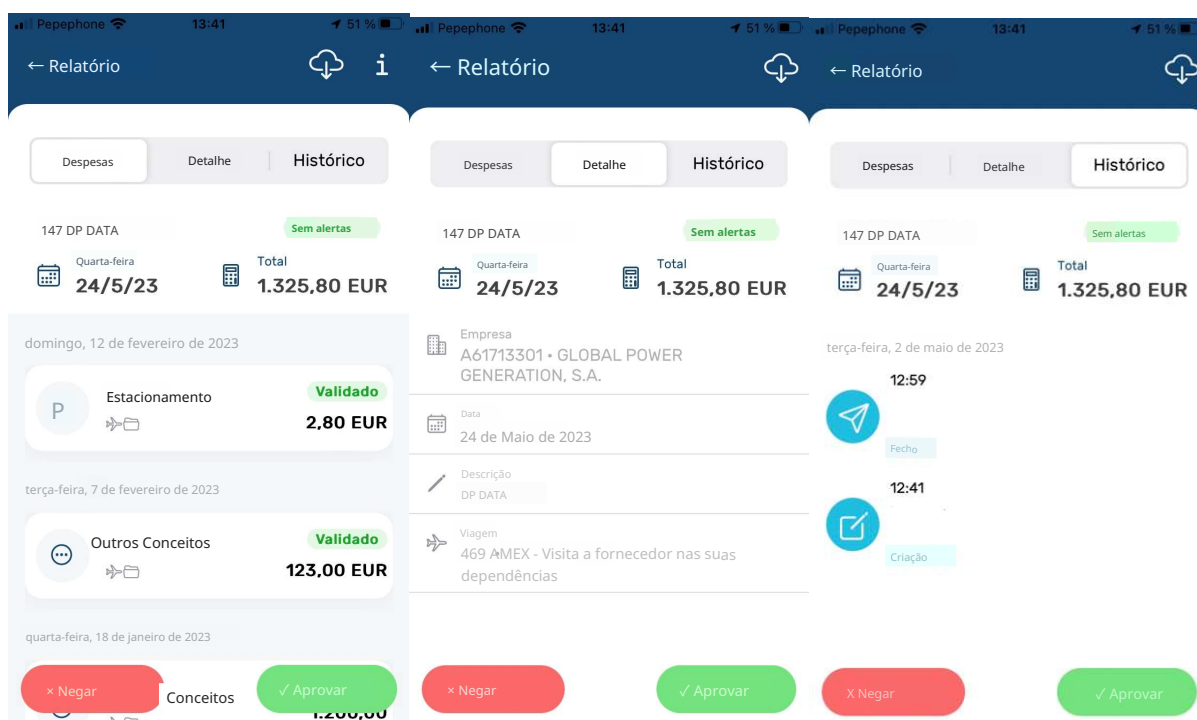 Pepephone 13:41 51 %
← Relatório i
Despesas Detalhe Histórico
147 DP DATA Sem alertas
Quarta-feira Total
24/5/23 1.325,80 EUR
domingo, 12 de fevereiro de 2023
P Estacionamento Validado
2,80 EUR
terça-feira, 7 de fevereiro de 2023
Outros Conceitos Validado
123,00 EUR
quarta-feira, 18 de janeiro de 2023
× Negar Conceitos ✓ Aprovar
1.200,00
Pepephone 13:41 51 %
← Relatório
Despesas Detalhe Histórico
147 DP DATA Sem alertas
Quarta-feira Total
24/5/23 1.325,80 EUR
Empresa
A61713301 • GLOBAL POWER
GENERATION, S.A.
Data
24 de Maio de 2023
Descrição
DP DATA
Viagem
469 AMEX - Visita a fornecedor nas suas
dependências
× Negar ✓ Aprovar
Pepephone 13:41 51 %
← Relatório
Despesas Detalhe Histórico
147 DP DATA Sem alertas
Quarta-feira Total
24/5/23 1.325,80 EUR
terça-feira, 2 de maio de 2023
12:59
Fecho
12:41
Criação
X Negar ✓ Aprovar